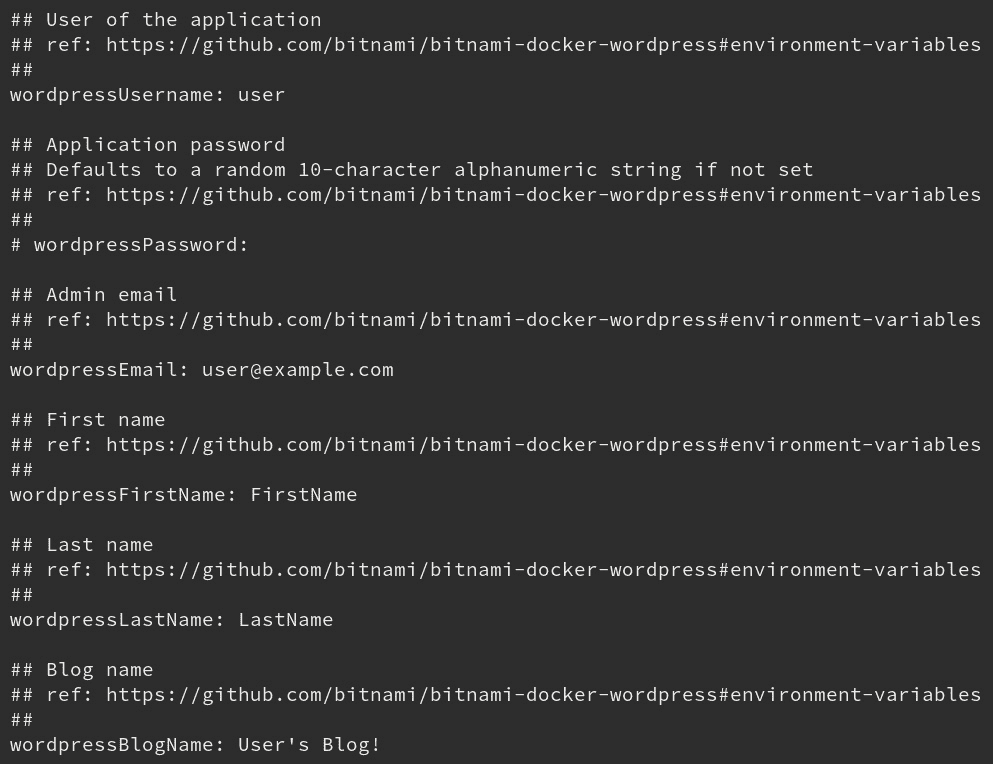 ## User of the application
## ref: https://github.com/bitnami/bitnami-docker-wordpress#environment-variables
##
wordpressUsername: user
## Application password
## Defaults to a random 10-character alphanumeric string if not set
## ref: https://github.com/bitnami/bitnami-docker-wordpress#environment-variables
##
# wordpressPassword:
## Admin email
## ref: https://github.com/bitnami/bitnami-docker-wordpress#environment-variables
##
wordpressEmail: user@example.com
## First name
## ref: https://github.com/bitnami/bitnami-docker-wordpress#environment-variables
##
wordpressFirstName: FirstName
## Last name
## ref: https://github.com/bitnami/bitnami-docker-wordpress#environment-variables
##
wordpressLastName: LastName
## Blog name
## ref: https://github.com/bitnami/bitnami-docker-wordpress#environment-variables
##
wordpressBlogName: User's Blog!